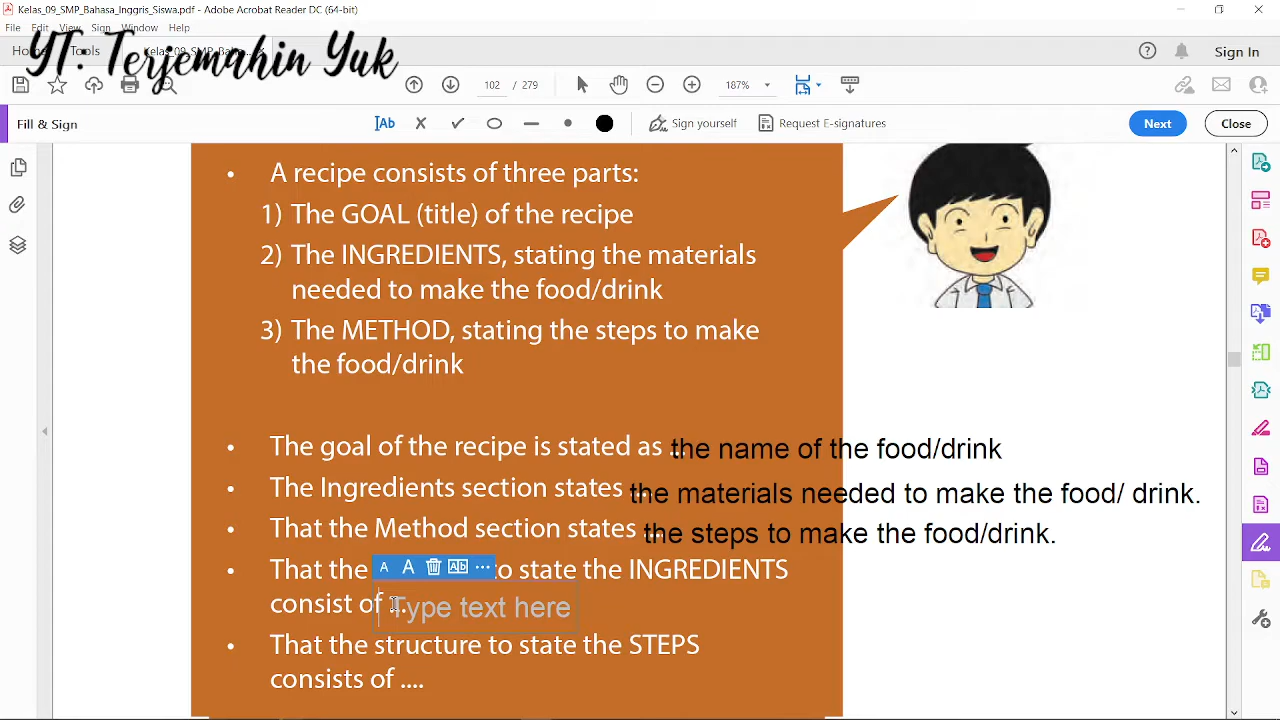 Kelas_09_SMP_Bahasa_Inggris_Siswa.pdf - Adobe Acrobat Reader DC (64-bit)
File Edit View Sign Window Help
YT: Terjemahin Yuk
Home Tools Kelas_09_SMP_Bah... Sign In
102 / 279 187%
Fill & Sign Ab Sign yourself Request E-signatures Next Close
• A recipe consists of three parts:
1) The GOAL (title) of the recipe
2) The INGREDIENTS, stating the materials
needed to make the food/drink
3) The METHOD, stating the steps to make
the food/drink
• The goal of the recipe is stated as ... the name of the food/drink
• The Ingredients section states .... the materials needed to make the food/ drink.
• That the Method section states .... the steps to make the food/drink.
• That the A A Ab ... to state the INGREDIENTS
consist of ... Type text here
• That the structure to state the STEPS
consists of ....